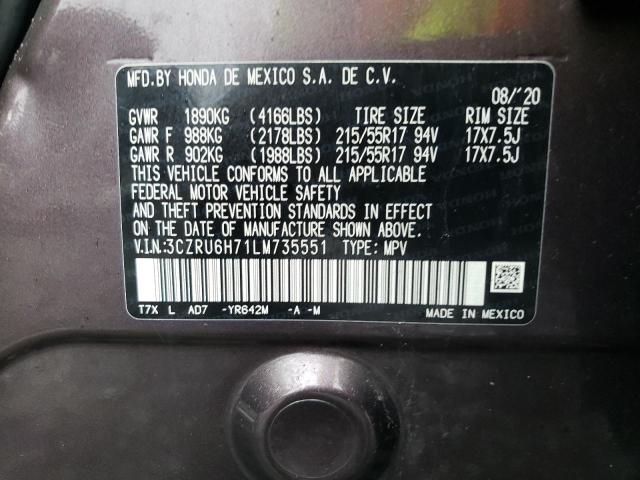 MFD.BY HONDA DE MEXICO S.A. DE C.V.
08/'20
GVWR 1890KG (4166LBS) TIRE SIZE RIM SIZE
GAWR F 988KG (2178LBS) 215/55R17 94V 17X7.5J
GAWR R 902KG (1988LBS) 215/55R17 94V 17X7.5J
THIS VEHICLE CONFORMS TO ALL APPLICABLE
FEDERAL MOTOR VEHICLE SAFETY
AND THEFT PREVENTION STANDARDS IN EFFECT
ON THE DATE OF MANUFACTURE SHOWN ABOVE.
V.I.N.:3CZRU6H71LM735551 TYPE: MPV
T7X L AD7 -YR642M -A -M MADE IN MEXICO